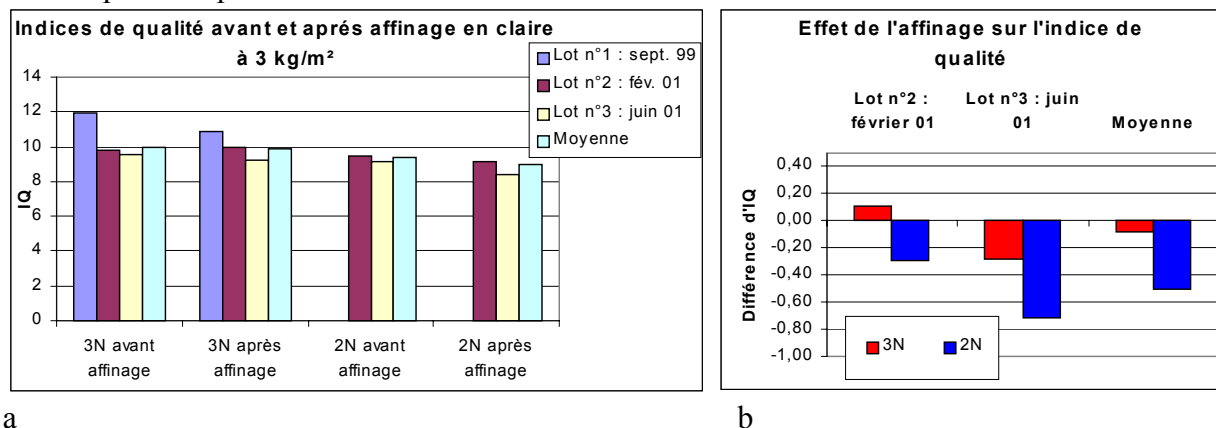 Indices de qualité avant et aprés affinage en claire
à 3 kg/m²
Lot n°1 : sept. 99
Lot n°2 : fév. 01
Lot n°3 : juin 01
Moyenne
14
12
10
8
6
4
2
0
IQ
3N avant affinage
3N après affinage
2N avant affinage
2N après affinage
a
Effet de l'affinage sur l'indice de
qualité
Lot n°2 :
février 01
Lot n°3 : juin
01
Moyenne
0,40
0,20
0,00
-0,20
-0,40
-0,60
-0,80
-1,00
Différence d'IQ
3N
2N
b